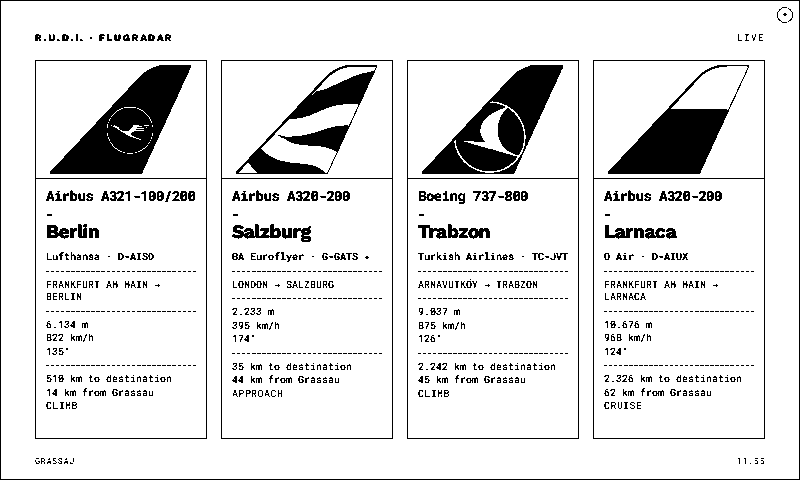 R.U.D.I. · FLUGRADAR
LIVE
Airbus A321-100/200
-
Berlin
Lufthansa · D-AISD
FRANKFURT AM MAIN →
BERLIN
6.134 m
822 km/h
135°
510 km to destination
14 km from Grassau
CLIMB
Airbus A320-200
-
Salzburg
BA Euroflyer · G-GATS ✦
LONDON → SALZBURG
2.233 m
395 km/h
174°
35 km to destination
44 km from Grassau
APPROACH
Boeing 737-800
-
Trabzon
Turkish Airlines · TC-JVT
ARNAVUTKÖY → TRABZON
9.037 m
875 km/h
126°
2.242 km to destination
45 km from Grassau
CLIMB
Airbus A320-200
-
Larnaca
O Air · D-AIUX
FRANKFURT AM MAIN →
LARNACA
10.676 m
968 km/h
124°
2.326 km to destination
62 km from Grassau
CRUISE
GRASSAU